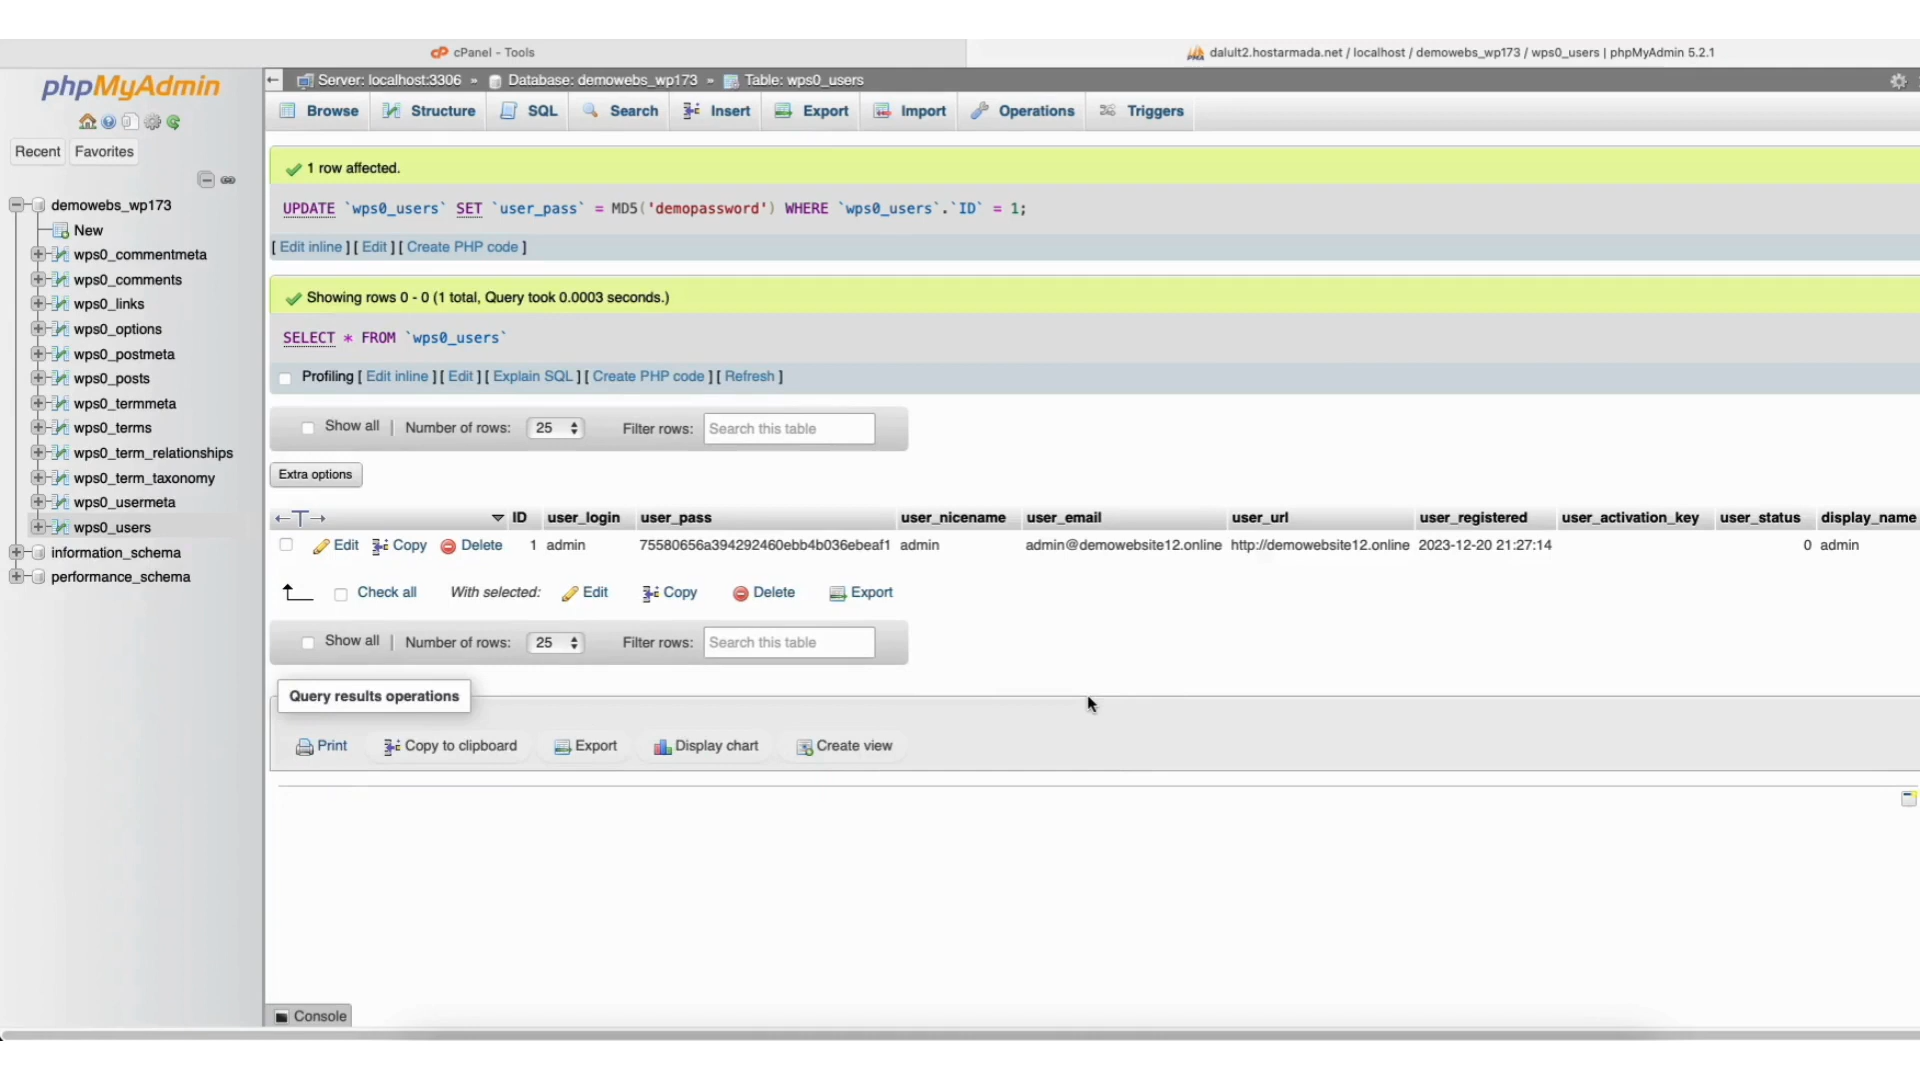 cPanel - Tools
dalult2.hostarmada.net / localhost / demowebs_wp173 / wps0_users | phpMyAdmin 5.2.1
phpMyAdmin
Recent Favorites
demowebs_wp173
New
wps0_commentmeta
wps0_comments
wps0_links
wps0_options
wps0_postmeta
wps0_posts
wps0_termmeta
wps0_terms
wps0_term_relationships
wps0_term_taxonomy
wps0_usermeta
wps0_users
information_schema
performance_schema
Server: localhost:3306 » Database: demowebs_wp173 » Table: wps0_users
Browse Structure SQL Search Insert Export Import Operations Triggers
1 row affected.
UPDATE `wps0_users` SET `user_pass` = MD5('demopassword') WHERE `wps0_users`.`ID` = 1;
[ Edit inline ] [ Edit ] [ Create PHP code ]
Showing rows 0 - 0 (1 total, Query took 0.0003 seconds.)
SELECT * FROM `wps0_users`
Profiling [ Edit inline ] [ Edit ] [ Explain SQL ] [ Create PHP code ] [ Refresh ]
Show all | Number of rows: 25 Filter rows: Search this table
Extra options
ID user_login user_pass user_nicename user_email user_url user_registered user_activation_key user_status display_name
Edit Copy Delete 1 admin 75580656a394292460ebb4b036ebeaf1 admin admin@demowebsite12.online http://demowebsite12.online 2023-12-20 21:27:14 0 admin
Check all With selected: Edit Copy Delete Export
Show all | Number of rows: 25 Filter rows: Search this table
Query results operations
Print Copy to clipboard Export Display chart Create view
Console